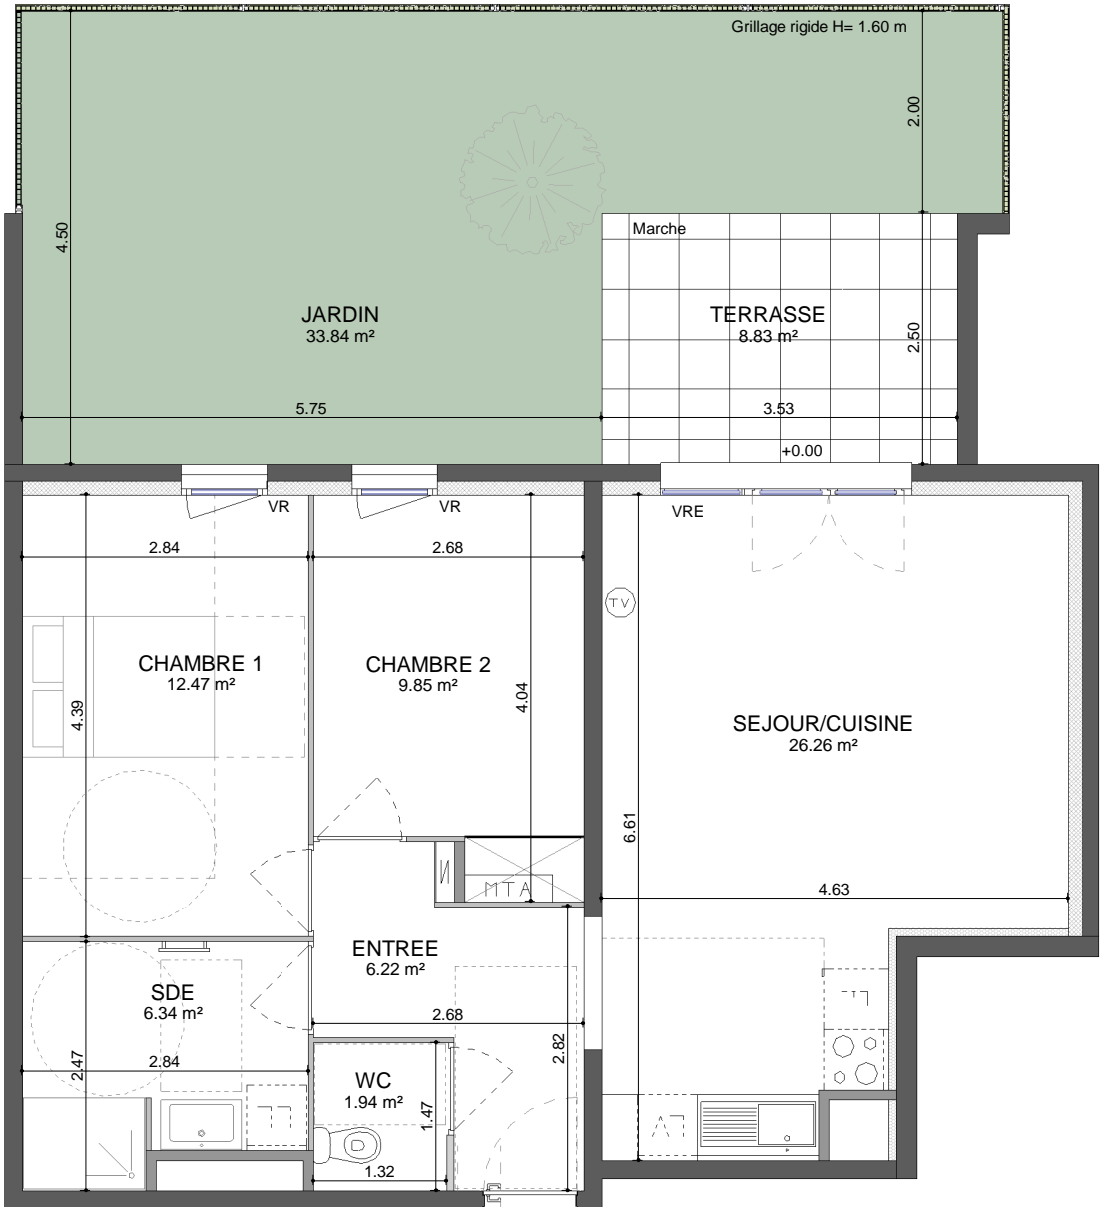 Grillage rigide H= 1.60 m
2.00
4.50
Marche
JARDIN
33.84 m²
TERRASSE
8.83 m²
2.50
5.75
3.53
+0.00
VR
VR
VRE
2.84
2.68
TV
CHAMBRE 1
12.47 m²
CHAMBRE 2
9.85 m²
4.39
4.04
SEJOUR/CUISINE
26.26 m²
6.61
MTA
4.63
ENTREE
6.22 m²
SDE
6.34 m²
2.68
2.82
2.47
2.84
WC
1.94 m²
1.47
LL
LV
1.32